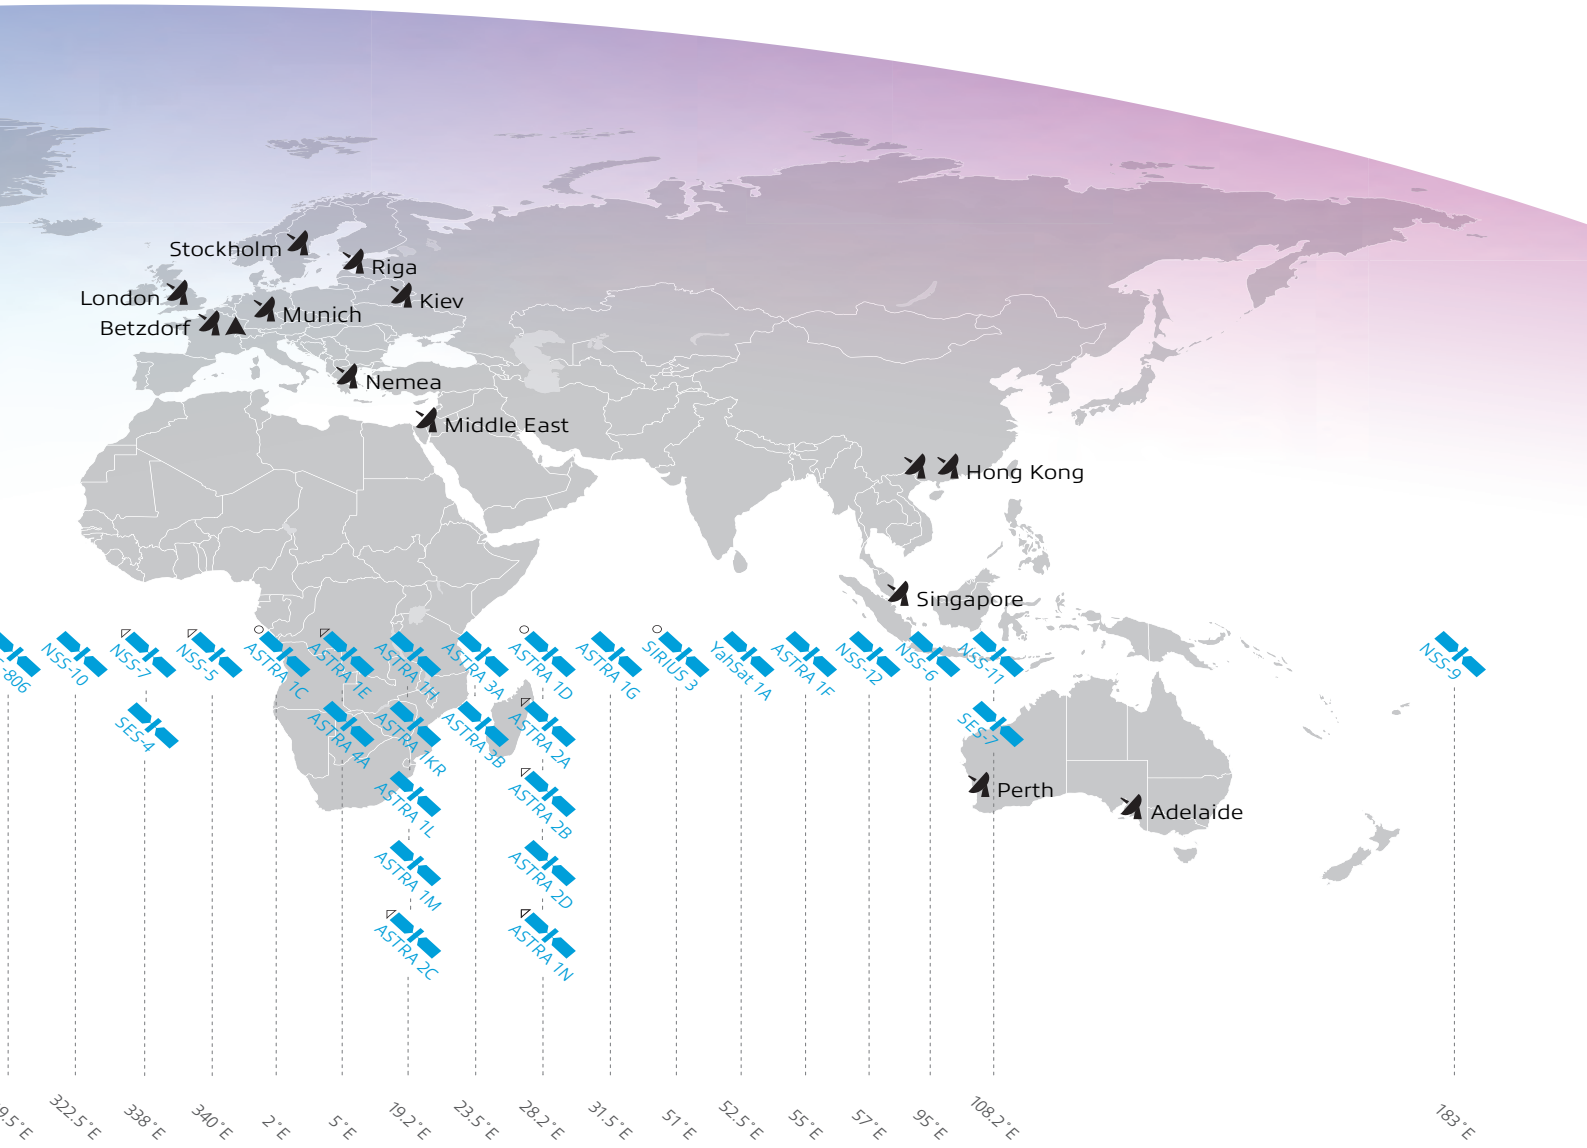 Stockholm
Riga
London
Kiev
Munich
Betzdorf
Nemea
Middle East
Hong Kong
Singapore
-806
NSS-10
NSS-7
NSS-5
ASTRA 1C
ASTRA 1E
ASTRA 1H
ASTRA 3A
ASTRA 1D
ASTRA 1G
SIRIUS 3
YahSat 1A
ASTRA 1F
NSS-12
NSS-6
NSS-11
NSS-9
SES-4
ASTRA 4A
ASTRA 1KR
ASTRA 3B
ASTRA 2A
SES-7
Perth
Adelaide
ASTRA 1L
ASTRA 2B
ASTRA 1M
ASTRA 2D
ASTRA 2C
ASTRA 1N
9.5°E
322.5°E
338°E
340°E
2°E
5°E
19.2°E
23.5°E
28.2°E
31.5°E
51°E
52.5°E
55°E
57°E
95°E
108.2°E
183°E